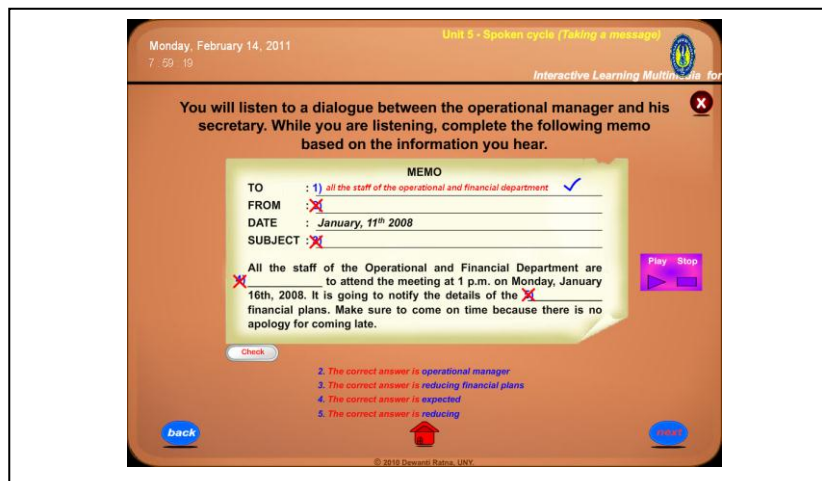 Unit 5 - Spoken cycle (Taking a message)
Monday, February 14, 2011
7 : 59 : 19
Interactive Learning Multimedia for
X
You will listen to a dialogue between the operational manager and his
secretary. While you are listening, complete the following memo
based on the information you hear.
MEMO
TO : 1) all the staff of the operational and financial department
FROM : 2)
DATE : January, 11th 2008
SUBJECT : 3)
All the staff of the Operational and Financial Department are
4) to attend the meeting at 1 p.m. on Monday, January
16th, 2008. It is going to notify the details of the 5)
financial plans. Make sure to come on time because there is no
apology for coming late.
Play Stop
Check
2. The correct answer is operational manager
3. The correct answer is reducing financial plans
4. The correct answer is expected
5. The correct answer is reducing
back
next
© 2010 Dewanti Ratna, UNY.